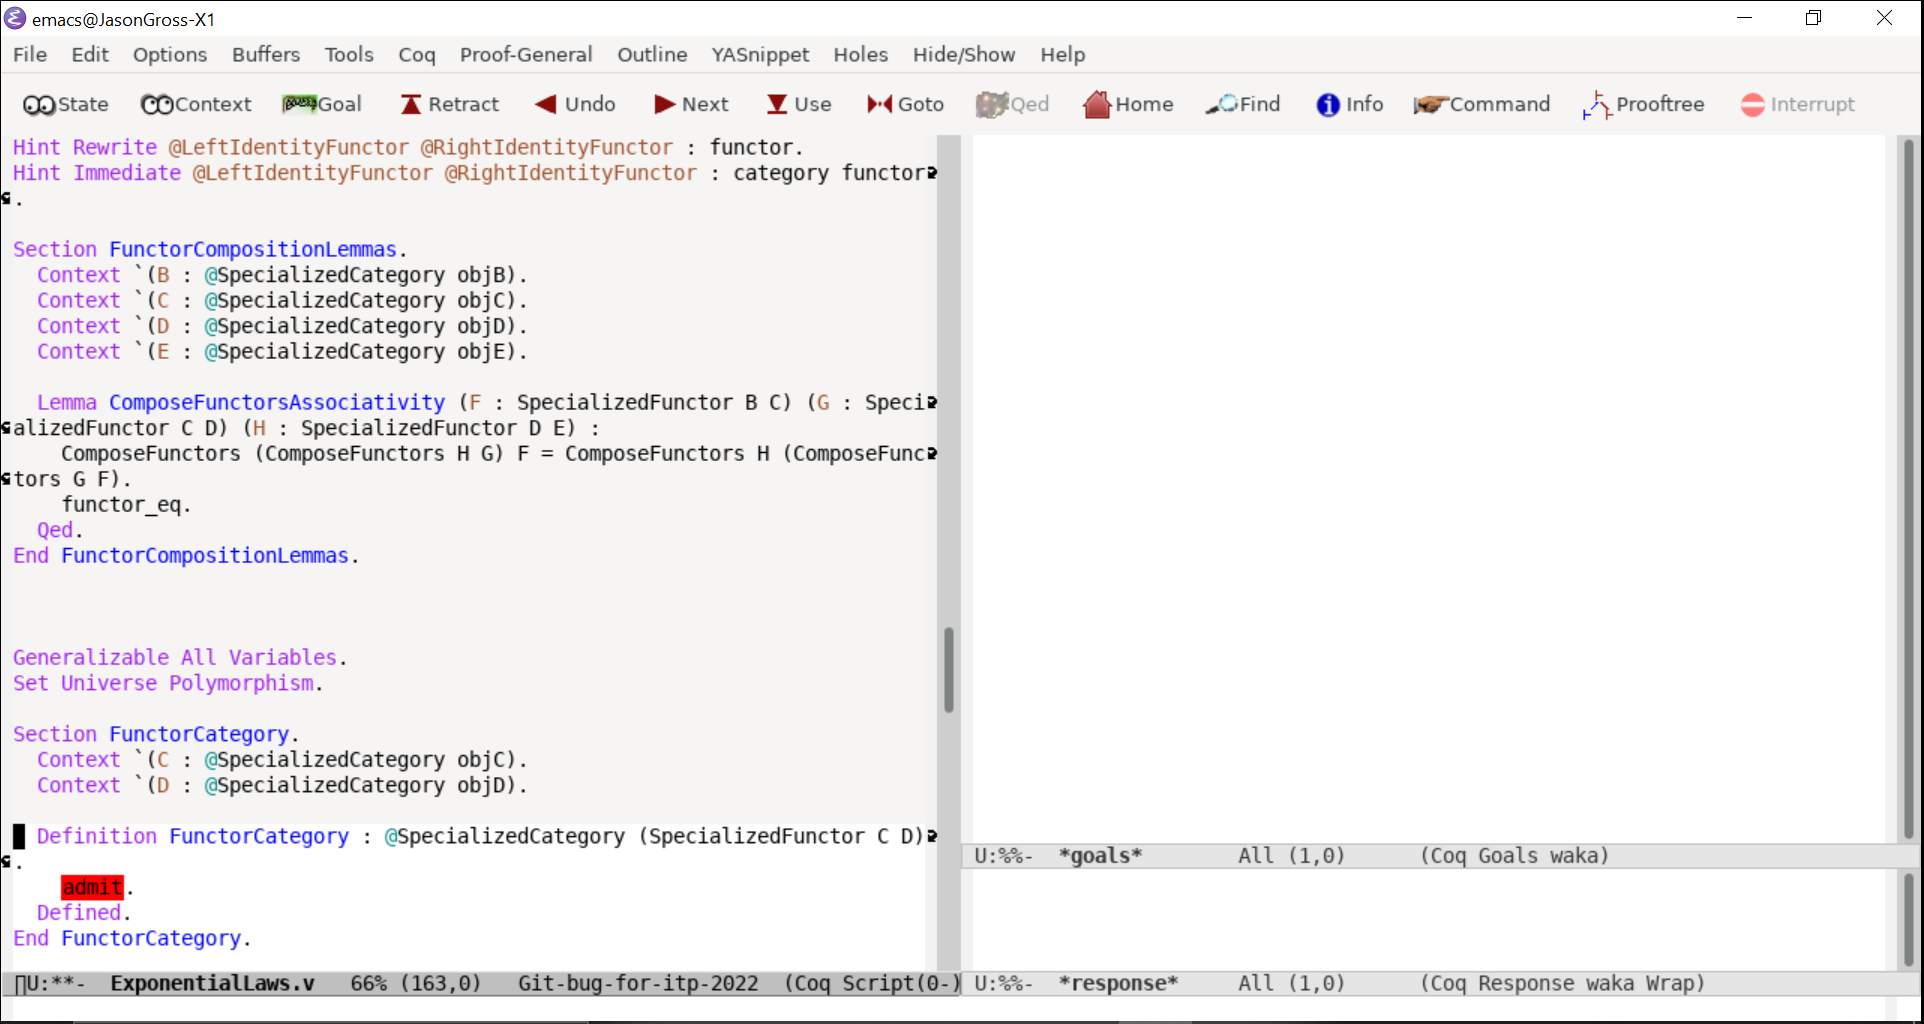 emacs@JasonGross-X1
File Edit Options Buffers Tools Coq Proof-General Outline YASnippet Holes Hide/Show Help
State Context Goal Retract Undo Next Use Goto Qed Home Find Info Command Prooftree Interrupt
Hint Rewrite @LeftIdentityFunctor @RightIdentityFunctor : functor.
Hint Immediate @LeftIdentityFunctor @RightIdentityFunctor : category functor
.
Section FunctorCompositionLemmas.
  Context `(B : @SpecializedCategory objB).
  Context `(C : @SpecializedCategory objC).
  Context `(D : @SpecializedCategory objD).
  Context `(E : @SpecializedCategory objE).
  Lemma ComposeFunctorsAssociativity (F : SpecializedFunctor B C) (G : Speci
alizedFunctor C D) (H : SpecializedFunctor D E) :
    ComposeFunctors (ComposeFunctors H G) F = ComposeFunctors H (ComposeFunc
tors G F).
    functor_eq.
  Qed.
End FunctorCompositionLemmas.
Generalizable All Variables.
Set Universe Polymorphism.
Section FunctorCategory.
  Context `(C : @SpecializedCategory objC).
  Context `(D : @SpecializedCategory objD).
  Definition FunctorCategory : @SpecializedCategory (SpecializedFunctor C D)
.
    admit.
  Defined.
End FunctorCategory.
U:**-  ExponentialLaws.v   66% (163,0)   Git-bug-for-itp-2022  (Coq Script(0-)
U:%%-  *goals*        All (1,0)      (Coq Goals waka)
U:%%-  *response*     All (1,0)      (Coq Response waka Wrap)